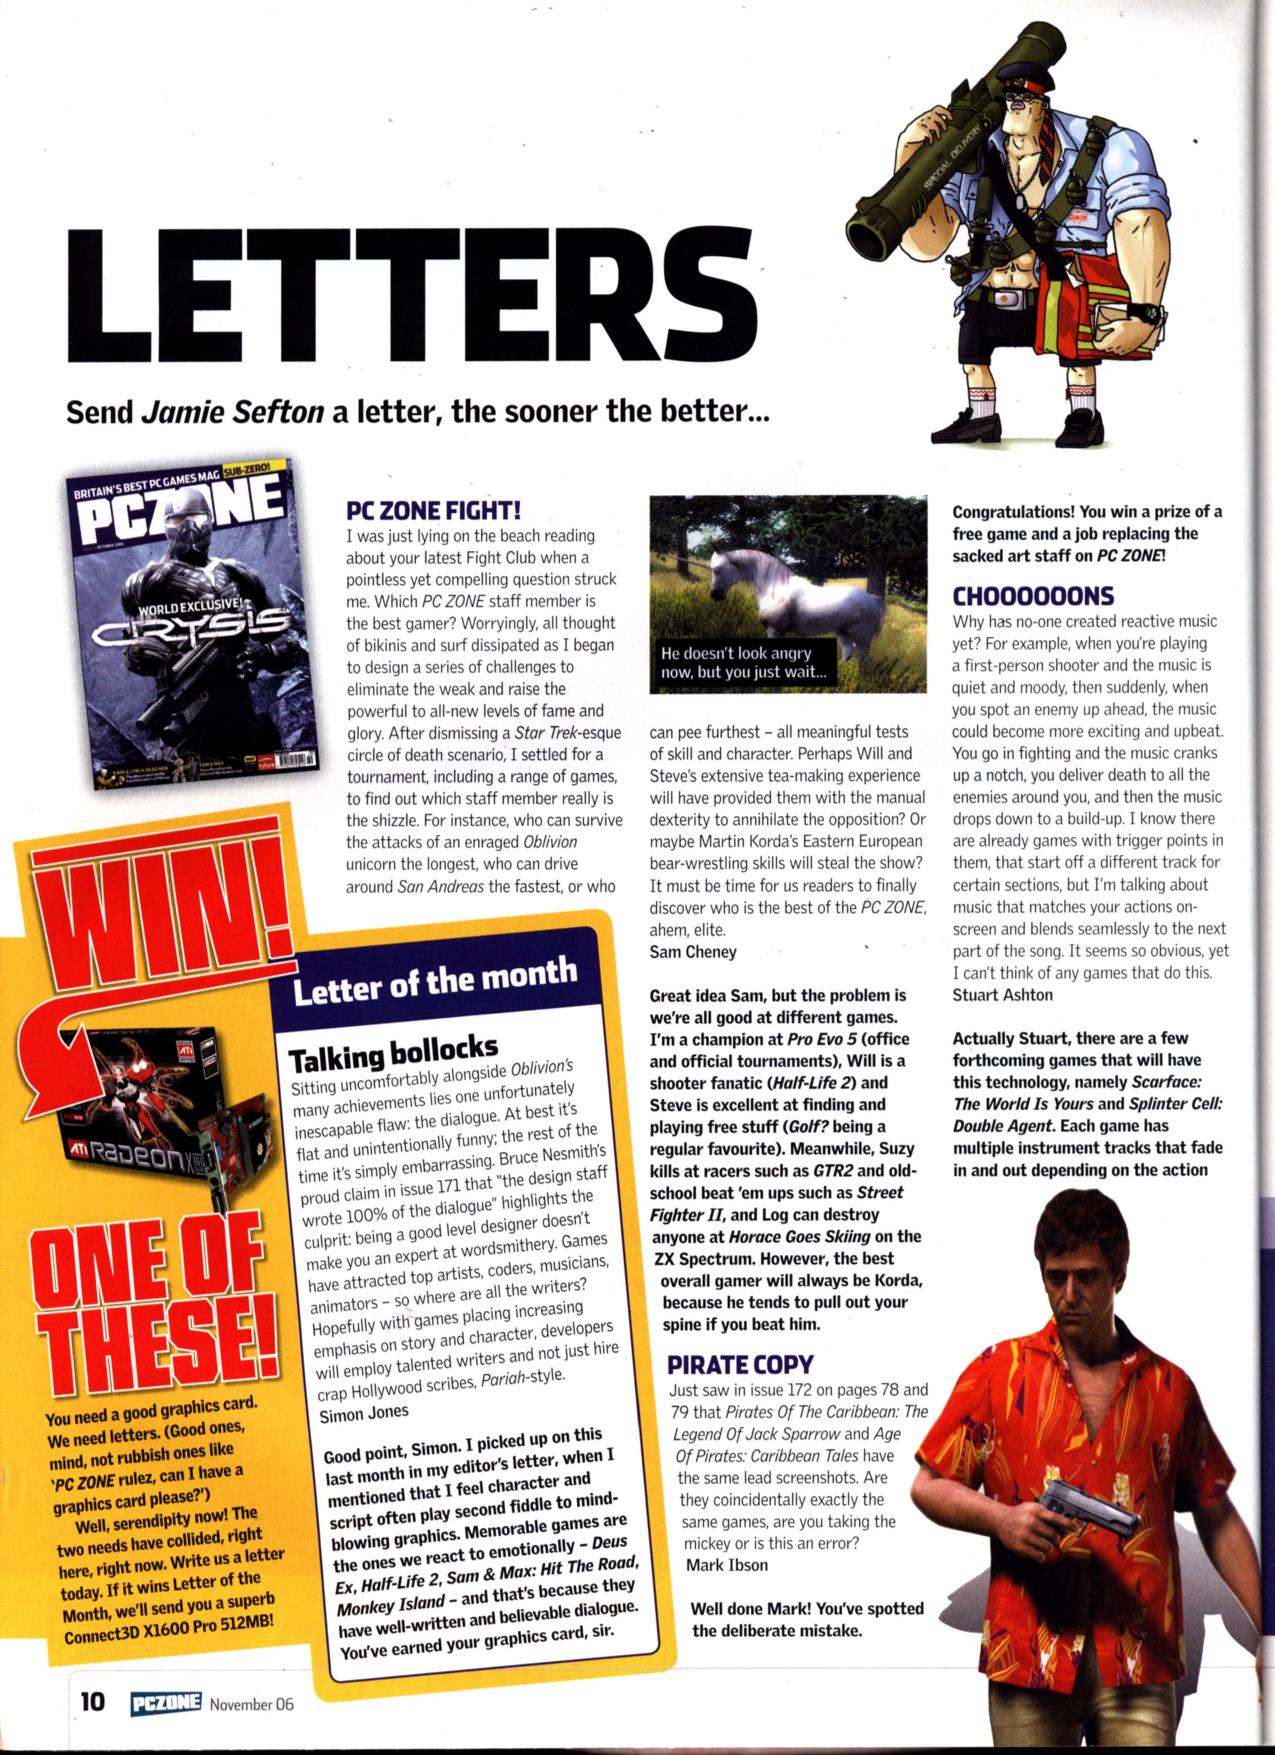 SPECIAL DELIVERY
LETTERS
Send Jamie Sefton a letter, the sooner the better...
BRITAIN'S BEST PC GAMES MAG
SUB-ZERO!
PCZONE
WORLD EXCLUSIVE!
CRYSIS
PC ZONE FIGHT!
I was just lying on the beach reading
about your latest Fight Club when a
pointless yet compelling question struck
me. Which PC ZONE staff member is
the best gamer? Worryingly, all thought
of bikinis and surf dissipated as I began
to design a series of challenges to
eliminate the weak and raise the
powerful to all-new levels of fame and
glory. After dismissing a Star Trek-esque
circle of death scenario, I settled for a
tournament, including a range of games,
to find out which staff member really is
the shizzle. For instance, who can survive
the attacks of an enraged Oblivion
unicorn the longest, who can drive
around San Andreas the fastest, or who
He doesn't look angry
now, but you just wait...
can pee furthest – all meaningful tests
of skill and character. Perhaps Will and
Steve's extensive tea-making experience
will have provided them with the manual
dexterity to annihilate the opposition? Or
maybe Martin Korda's Eastern European
bear-wrestling skills will steal the show?
It must be time for us readers to finally
discover who is the best of the PC ZONE,
ahem, elite.
Sam Cheney
Great idea Sam, but the problem is
we're all good at different games.
I'm a champion at Pro Evo 5 (office
and official tournaments), Will is a
shooter fanatic (Half-Life 2) and
Steve is excellent at finding and
playing free stuff (Golf? being a
regular favourite). Meanwhile, Suzy
kills at racers such as GTR2 and old-
school beat 'em ups such as Street
Fighter II, and Log can destroy
anyone at Horace Goes Skiing on the
ZX Spectrum. However, the best
overall gamer will always be Korda,
because he tends to pull out your
spine if you beat him.
PIRATE COPY
Just saw in issue 172 on pages 78 and
79 that Pirates Of The Caribbean: The
Legend Of Jack Sparrow and Age
Of Pirates: Caribbean Tales have
the same lead screenshots. Are
they coincidentally exactly the
same games, are you taking the
mickey or is this an error?
Mark Ibson
Well done Mark! You've spotted
the deliberate mistake.
Congratulations! You win a prize of a
free game and a job replacing the
sacked art staff on PC ZONE!
CHOOOOOONS
Why has no-one created reactive music
yet? For example, when you're playing
a first-person shooter and the music is
quiet and moody, then suddenly, when
you spot an enemy up ahead, the music
could become more exciting and upbeat.
You go in fighting and the music cranks
up a notch, you deliver death to all the
enemies around you, and then the music
drops down to a build-up. I know there
are already games with trigger points in
them, that start off a different track for
certain sections, but I'm talking about
music that matches your actions on-
screen and blends seamlessly to the next
part of the song. It seems so obvious, yet
I can't think of any games that do this.
Stuart Ashton
Actually Stuart, there are a few
forthcoming games that will have
this technology, namely Scarface:
The World Is Yours and Splinter Cell:
Double Agent. Each game has
multiple instrument tracks that fade
in and out depending on the action
WIN!
ATI
ATI RADEON X1600
ONE OF
THESE!
You need a good graphics card.
We need letters. (Good ones,
mind, not rubbish ones like
'PC ZONE rulez, can I have a
graphics card please?')
Well, serendipity now! The
two needs have collided, right
here, right now. Write us a letter
today. If it wins Letter of the
Month, we'll send you a superb
Connect3D X1600 Pro 512MB!
Letter of the month
Talking bollocks
Sitting uncomfortably alongside Oblivion's
many achievements lies one unfortunately
inescapable flaw: the dialogue. At best it's
flat and unintentionally funny; the rest of the
time it's simply embarrassing. Bruce Nesmith's
proud claim in issue 171 that "the design staff
wrote 100% of the dialogue" highlights the
culprit: being a good level designer doesn't
make you an expert at wordsmithery. Games
have attracted top artists, coders, musicians,
animators – so where are all the writers?
Hopefully with games placing increasing
emphasis on story and character, developers
will employ talented writers and not just hire
crap Hollywood scribes, Pariah-style.
Simon Jones
Good point, Simon. I picked up on this
last month in my editor's letter, when I
mentioned that I feel character and
script often play second fiddle to mind-
blowing graphics. Memorable games are
the ones we react to emotionally – Deus
Ex, Half-Life 2, Sam & Max: Hit The Road,
Monkey Island – and that's because they
have well-written and believable dialogue.
You've earned your graphics card, sir.
10 PCZONE November 06